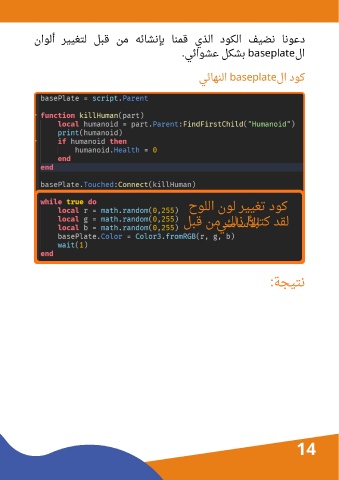 دعونا نضيف الكود الذي قمنا بإنشائه من قبل لتغيير ألوان
الbaseplate بشكل عشوائي.
كود الbaseplate النهائي
basePlate = script.Parent
function killHuman(part)
local humanoid = part.Parent:FindFirstChild("Humanoid")
print(humanoid)
if humanoid then
humanoid.Health = 0
end
end
basePlate.Touched:Connect(killHuman)
while true do
local r = math.random(0,255)
local g = math.random(0,255)
local b = math.random(0,255)
basePlate.Color = Color3.fromRGB(r, g, b)
wait(1)
end
كود تغيير لون اللوح
الأساسي
لقد كتبنا ذلك من قبل
نتيجة:
14